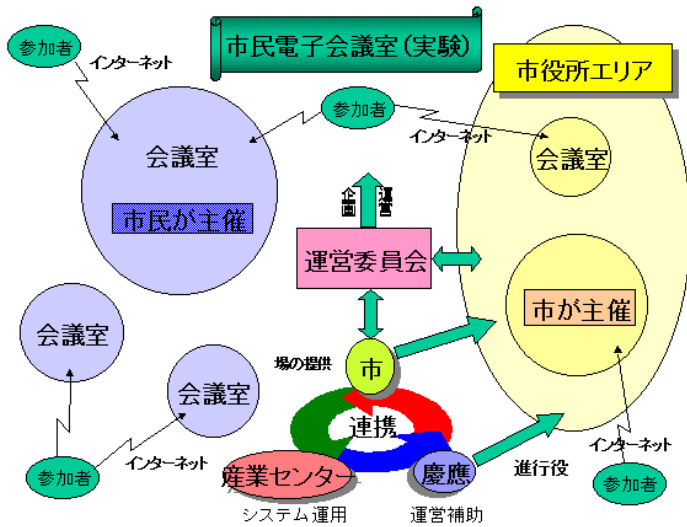 市民電子会議室(実験)
市役所エリア
参加者
インターネット
参加者
インターネット
会議室
会議室
市民が主催
企画
運営
運営委員会
市が主催
会議室
場の提供
市
会議室
連携
インターネット
インターネット
参加者
産業センター
慶應
進行役
参加者
システム運用
運営補助